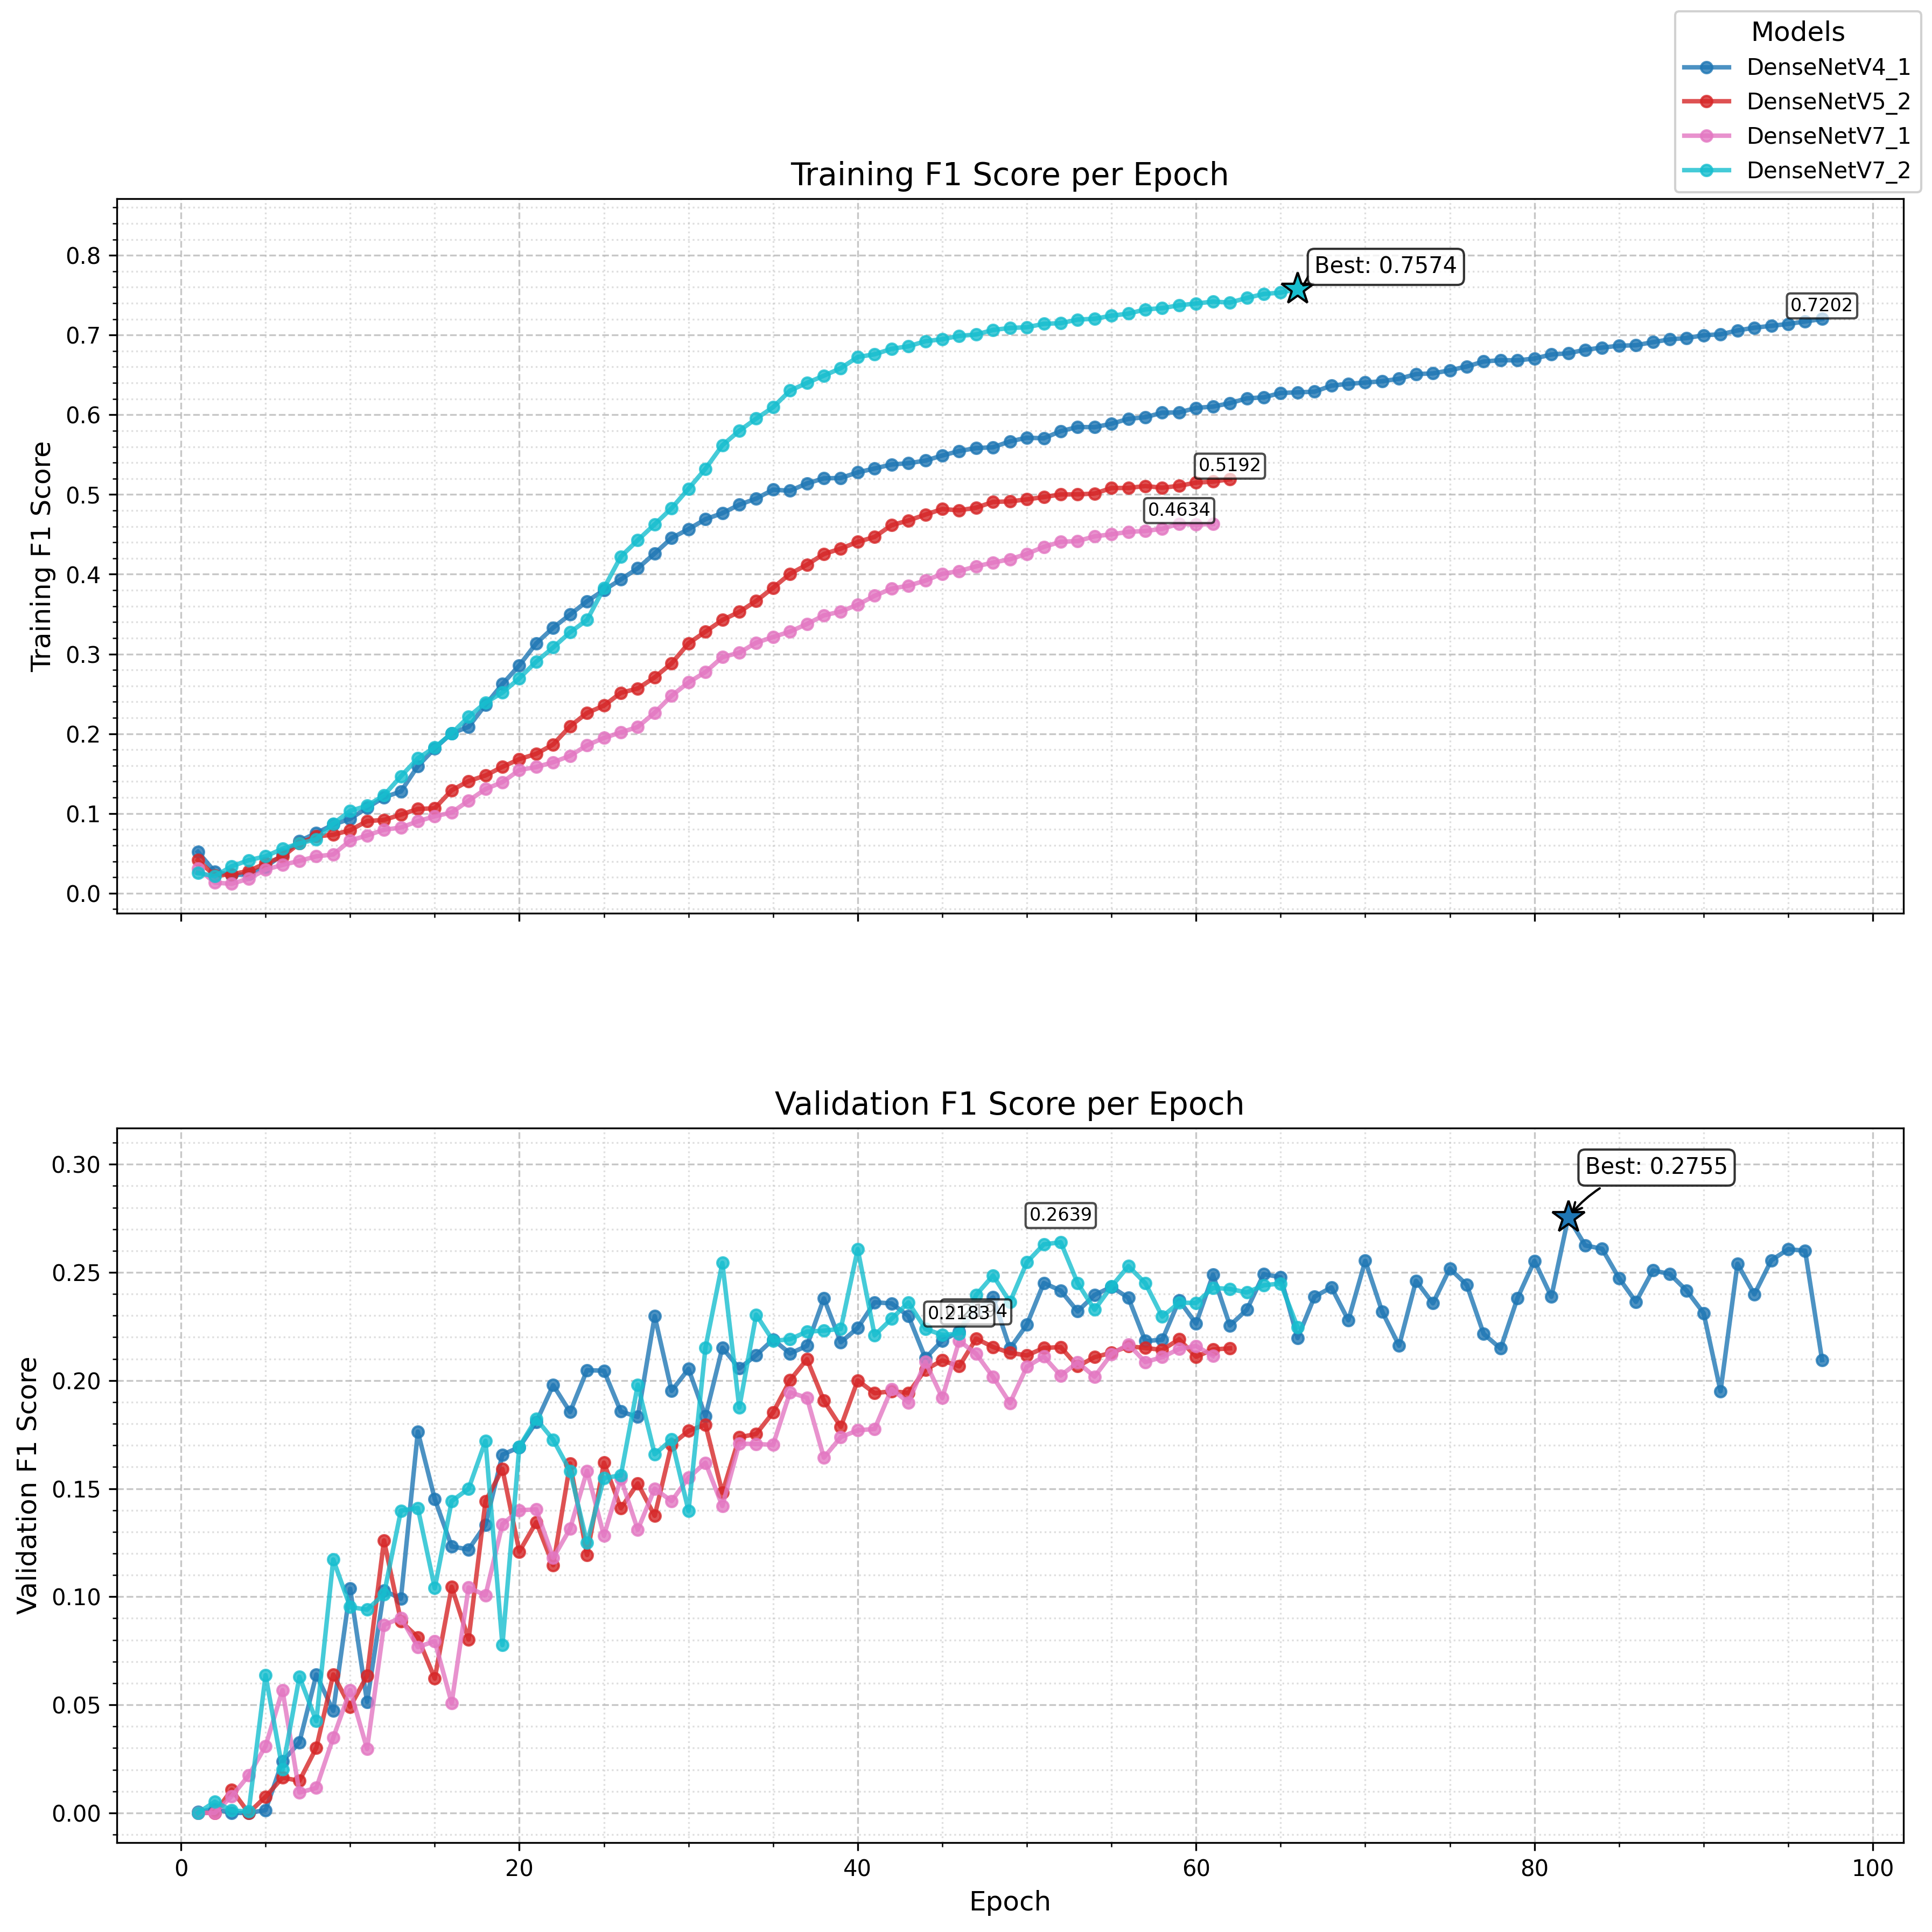 Models
DenseNetV4_1
DenseNetV5_2
DenseNetV7_1
DenseNetV7_2
Training F1 Score per Epoch
Training F1 Score
0.8
0.7
0.6
0.5
0.4
0.3
0.2
0.1
0.0
Best: 0.7574
0.7202
0.5192
0.4634
Validation F1 Score per Epoch
Validation F1 Score
0.30
0.25
0.20
0.15
0.10
0.05
0.00
Best: 0.2755
0.2639
0.2183
0
20
40
60
80
100
Epoch